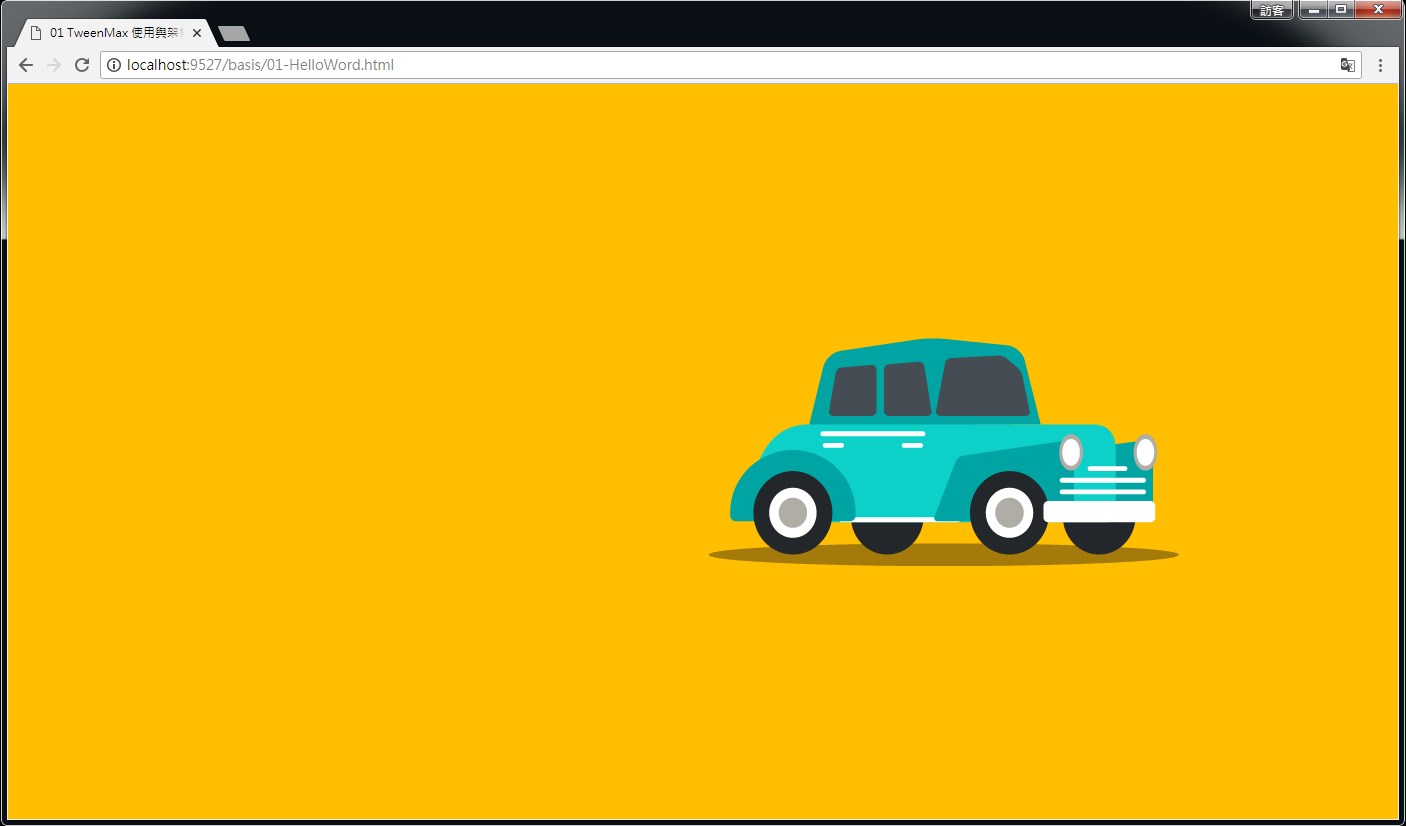 訪客
01 TweenMax 使用與架
localhost:9527/basis/01-HelloWord.html